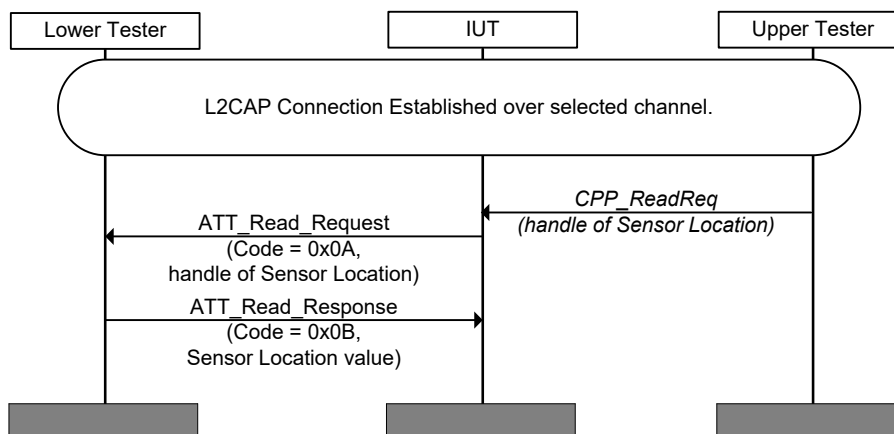 Lower Tester
IUT
Upper Tester
L2CAP Connection Established over selected channel.
CPP_ReadReq
(handle of Sensor Location)
ATT_Read_Request
(Code = 0x0A,
handle of Sensor Location)
ATT_Read_Response
(Code = 0x0B,
Sensor Location value)